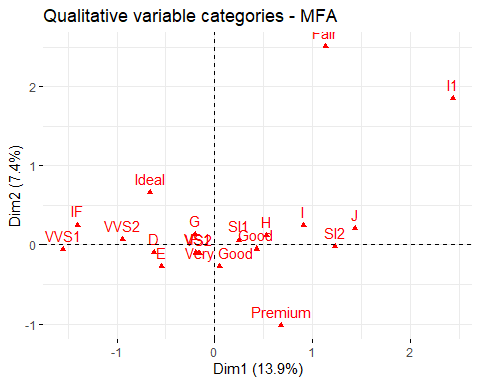 Qualitative variable categories - MFA
Fair
I1
2
1
Ideal
IF
VVS1
VVS2
D
E
G
SI1
H
Good
I
J
SI2
0
Very Good
Premium
-1
-1
0
1
2
Dim1 (13.9%)
Dim2 (7.4%)